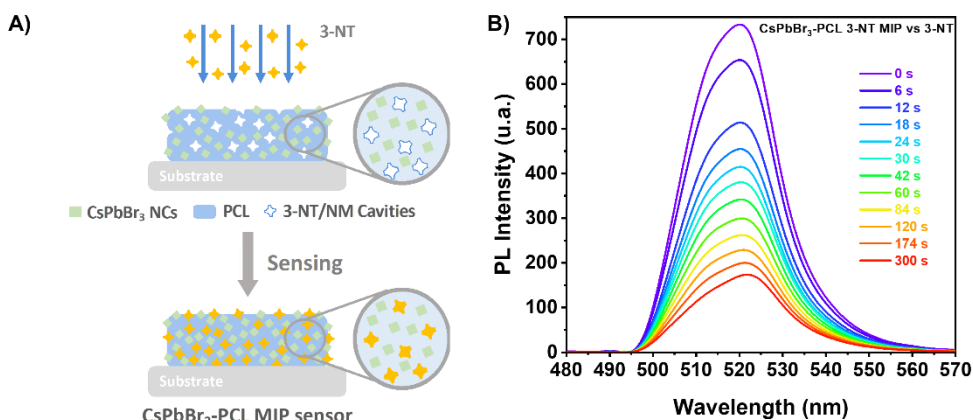 A)
3-NT
Substrate
CsPbBr₃ NCs PCL 3-NT/NM Cavities
Sensing
Substrate
CsPbBr₃-PCL MIP sensor
B)
CsPbBr₃-PCL 3-NT MIP vs 3-NT
PL Intensity (u.a.)
700
600
500
400
300
200
100
0
0 s
6 s
12 s
18 s
24 s
30 s
42 s
60 s
84 s
120 s
174 s
300 s
480 490 500 510 520 530 540 550 560 570
Wavelength (nm)